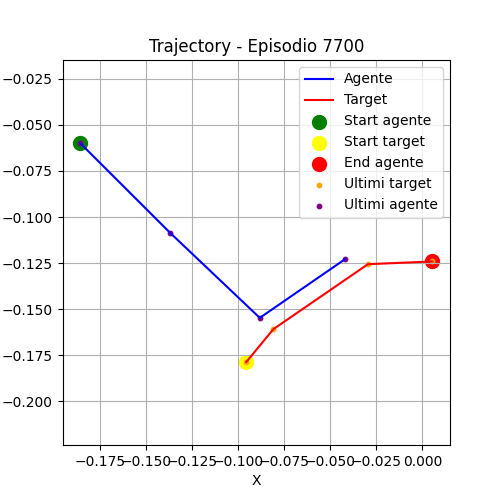 Trajectory - Episodio 7700
Agente
Target
Start agente
Start target
End agente
Ultimi target
Ultimi agente
−0.025
−0.050
−0.075
−0.100
−0.125
−0.150
−0.175
−0.200
−0.175 −0.150 −0.125 −0.100 −0.075 −0.050 −0.025 0.000
X